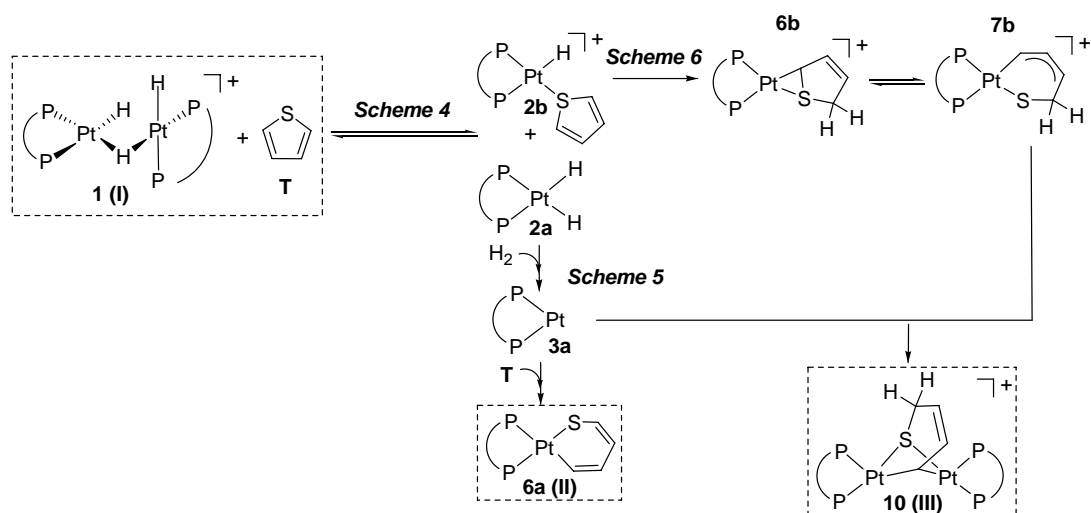 6b
7b
P
P
Pt
H
S
2b
+
Scheme 6
P
P
Pt
S
H
H
+
P
P
Pt
S
H
H
+
P
P
Pt
H
H
H
Pt
P
P
+
1 (I)
+
S
T
Scheme 4
+
P
P
Pt
H
H
2a
H2
Scheme 5
P
P
Pt
3a
T
P
P
Pt
S
6a (II)
H
H
+
S
P
P
Pt
Pt
P
P
10 (III)